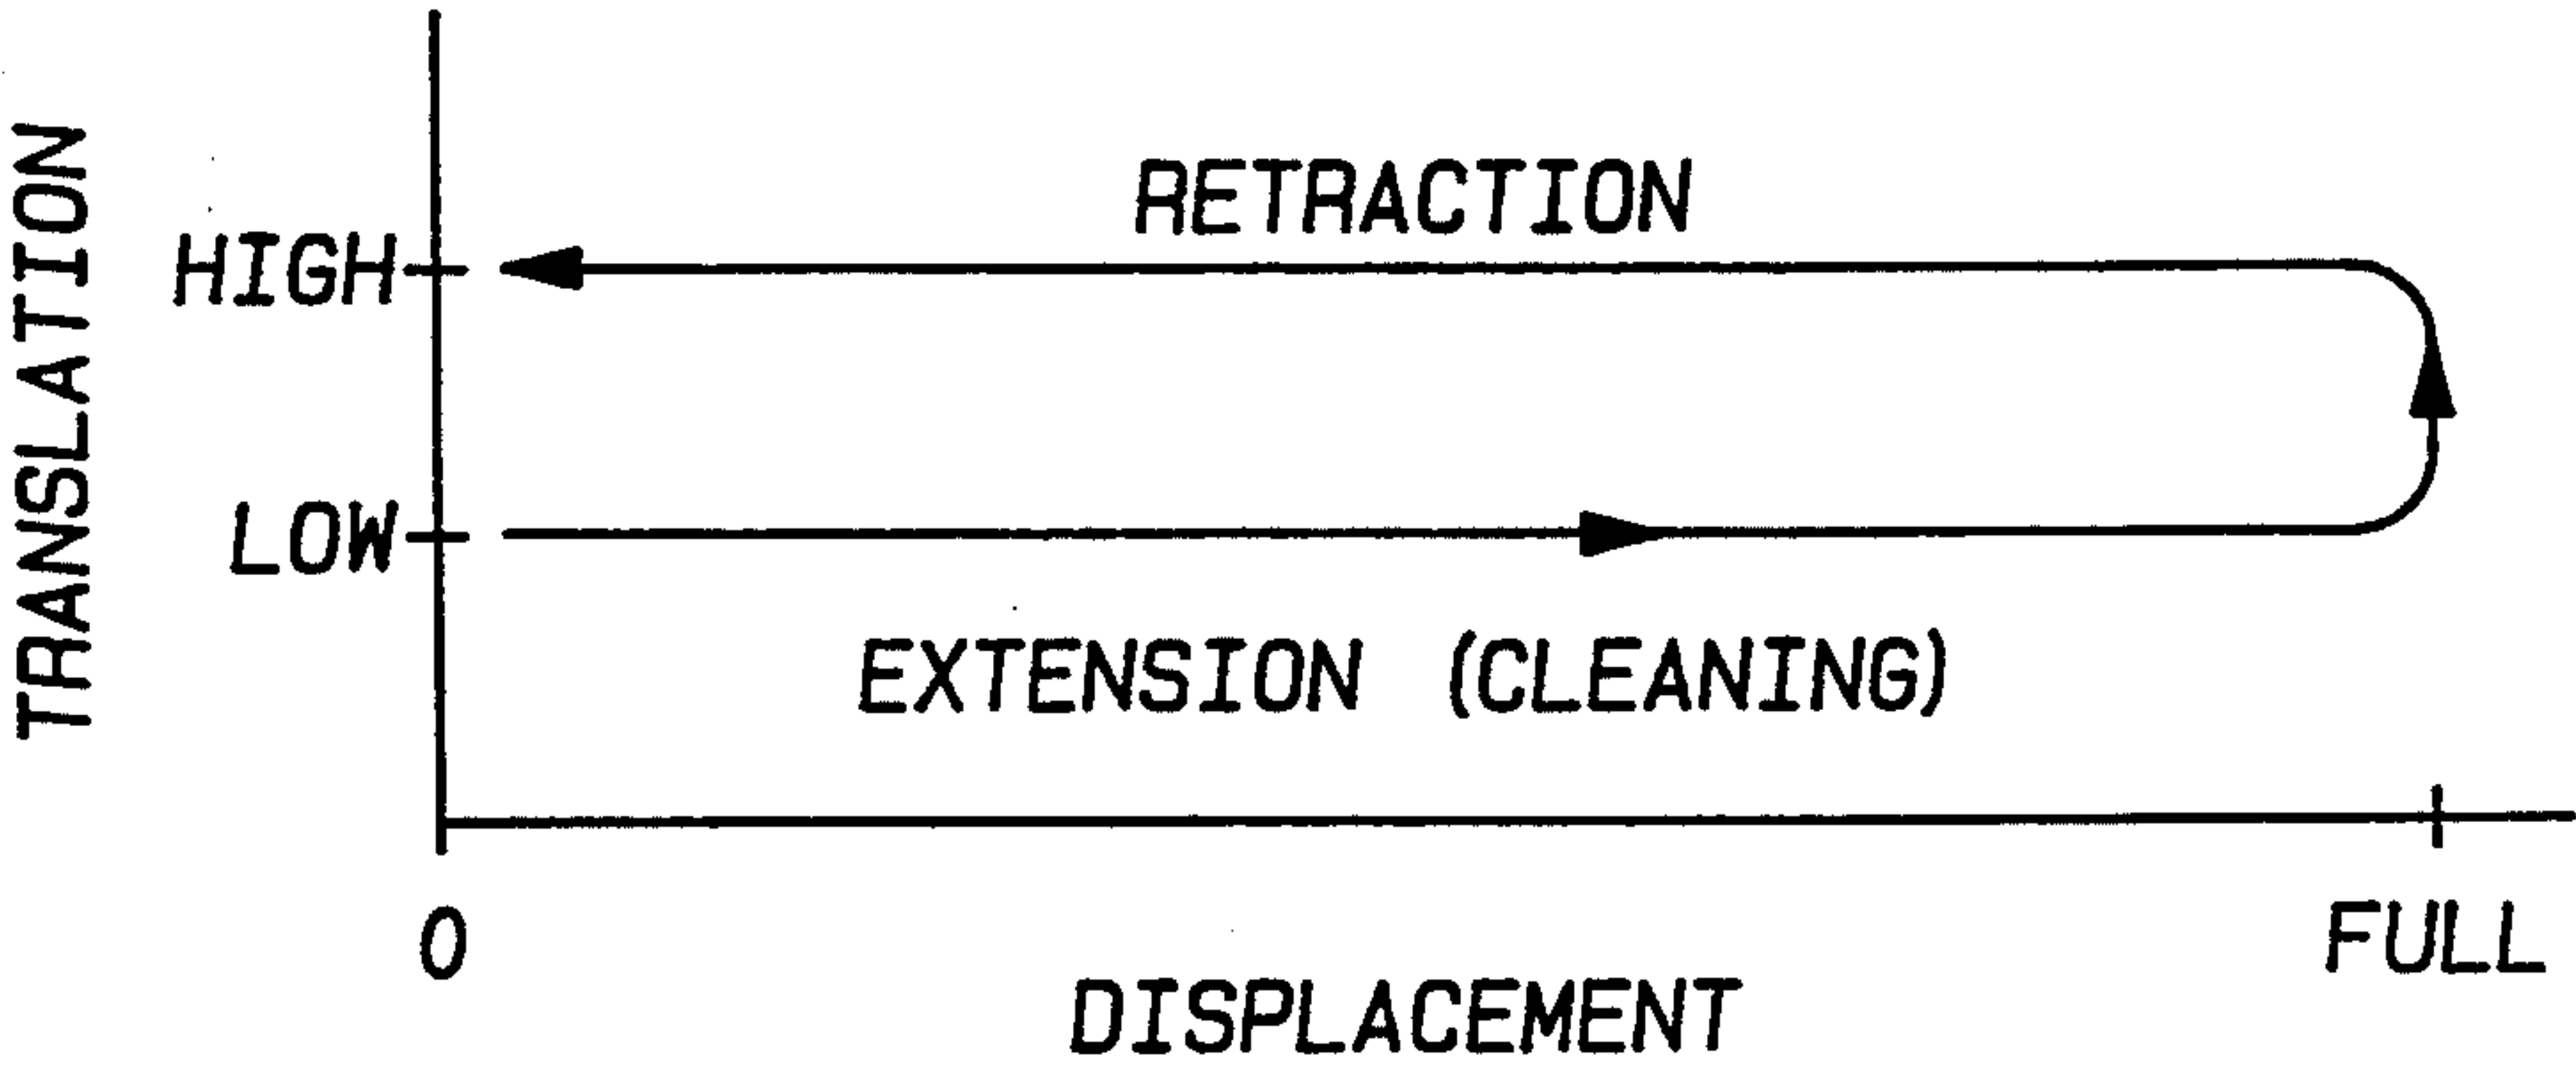 TRANSLATION
RETRACTION
HIGH
LOW
EXTENSION (CLEANING)
0
FULL
DISPLACEMENT